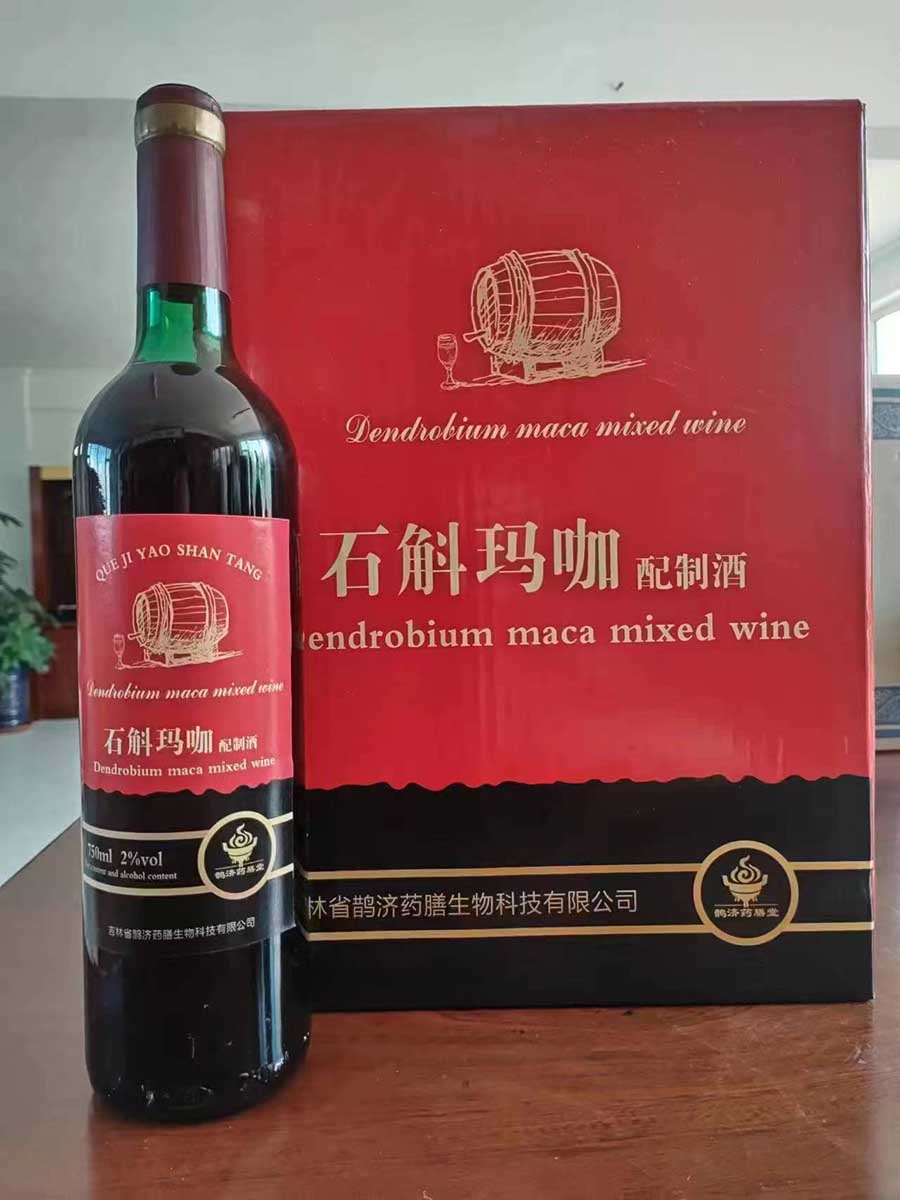 QUE JI YAO SHAN TANG
Dendrobium maca mixed wine
石斛玛咖 配制酒
Dendrobium maca mixed wine
750ml 2%vol
content and alcohol content
鹊济药膳堂
吉林省鹊济药膳生物科技有限公司
Dendrobium maca mixed wine
石斛玛咖 配制酒
endrobium maca mixed wine
林省鹊济药膳生物科技有限公司
鹊济药膳堂